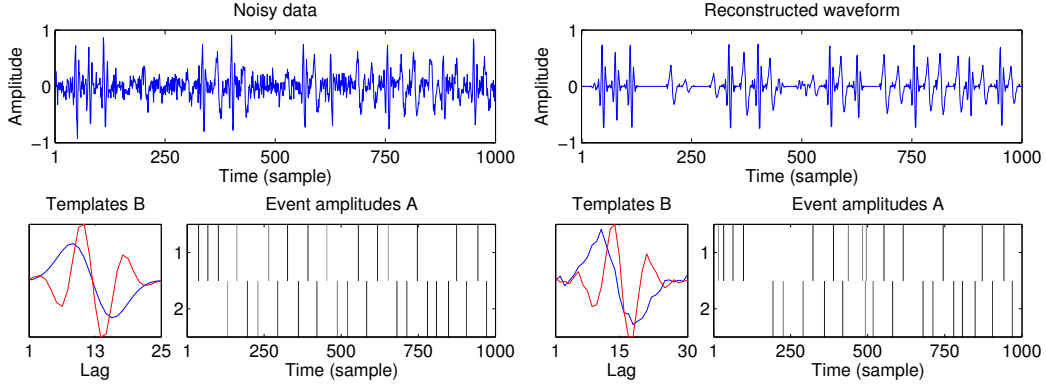 Noisy data
Reconstructed waveform
Amplitude
1
0
−1
1
250
500
750
1000
Time (sample)
Amplitude
1
0
−1
1
250
500
750
1000
Time (sample)
Templates B
Event amplitudes A
Templates B
Event amplitudes A
1
13
25
Lag
1
2
1
250
500
750
1000
Time (sample)
1
15
30
Lag
1
2
1
250
500
750
1000
Time (sample)